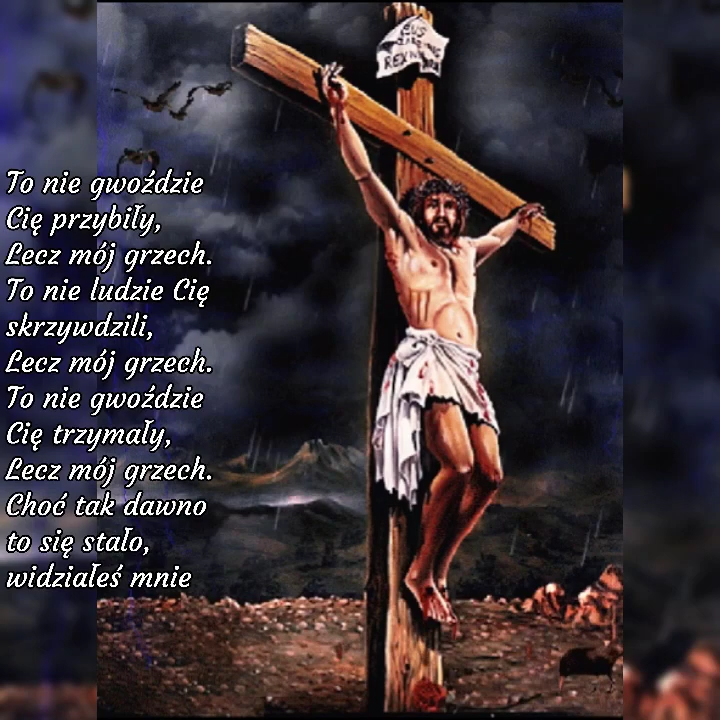 REX
To nie gwoździe
Cię przybiły,
Lecz mój grzech.
To nie ludzie Cię
skrzywdzili,
Lecz mój grzech.
To nie gwoździe
Cię trzymały,
Lecz mój grzech.
Choć tak dawno
to się stało,
widziałeś mnie